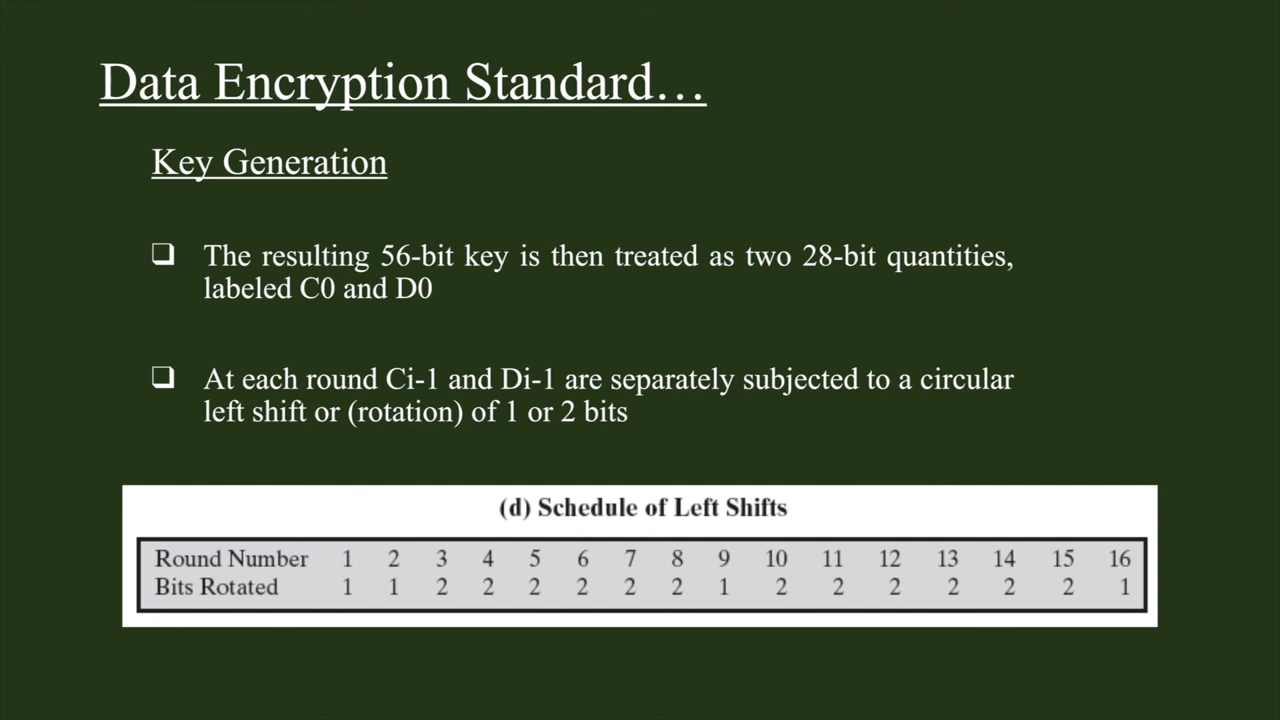 Data Encryption Standard…
Key Generation
The resulting 56-bit key is then treated as two 28-bit quantities,
labeled C0 and D0
At each round Ci-1 and Di-1 are separately subjected to a circular
left shift or (rotation) of 1 or 2 bits
(d) Schedule of Left Shifts
Round Number 1 2 3 4 5 6 7 8 9 10 11 12 13 14 15 16
Bits Rotated 1 1 2 2 2 2 2 2 1 2 2 2 2 2 2 1